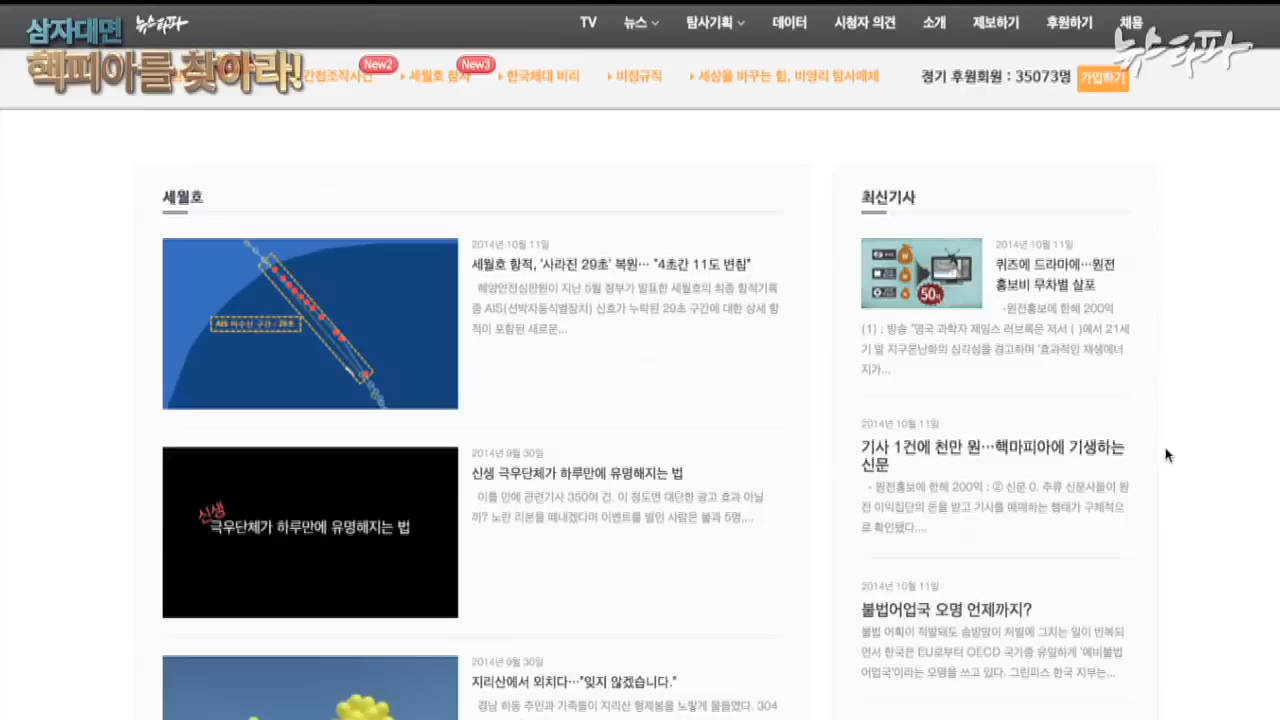 삼자대면
핵피아를 찾아라!
뉴스타파
TV 뉴스 탐사기획 데이터 시청자 의견 소개 제보하기 후원하기 채용
뉴스타파
간첩조작사건 New2 세월호 참사 New3 한국체대 비리 비정규직 세상을 바꾸는 힘, 비영리 탐사매체 경기 후원회원 : 35073명 가입하기
세월호
AIS 미수신 구간 : 29초
2014년 10월 11일
세월호 항적, '사라진 29초' 복원… "4초간 11도 변침"
해양안전심판원이 지난 5월 정부가 발표한 세월호의 최종 항적기록
중 AIS(선박자동식별장치) 신호가 누락된 29초 구간에 대한 상세 항
적이 포함된 새로운...
신생
극우단체가 하루만에 유명해지는 법
2014년 9월 30일
신생 극우단체가 하루만에 유명해지는 법
이틀 만에 관련기사 350여 건. 이 정도면 대단한 광고 효과 아닐
까? 노란 리본을 떼내겠다며 이벤트를 벌인 사람은 불과 5명,...
2014년 9월 30일
지리산에서 외치다…"잊지 않겠습니다."
경남 하동 주민과 가족들이 지리산 형제봉을 노랗게 물들였다. 304
최신기사
50억
2014년 10월 11일
퀴즈에 드라마에…원전
홍보비 무차별 살포
-원전홍보에 한해 200억
(1) : 방송 "영국 과학자 제임스 러브록은 저서 ( )에서 21세
기 말 지구온난화의 심각성을 경고하며 '효과적인 재생에너
지가...
2014년 10월 11일
기사 1건에 천만 원…핵마피아에 기생하는
신문
- 원전홍보에 한해 200억 : ② 신문 0. 주류 신문사들이 원
전 이익집단의 돈을 받고 기사를 매매하는 행태가 구체적으
로 확인됐다....
2014년 10월 11일
불법어업국 오명 언제까지?
불법 어획이 적발돼도 솜방망이 처벌에 그치는 일이 반복되
면서 한국은 EU로부터 OECD 국가중 유일하게 '예비불법
어업국'이라는 오명을 쓰고 있다. 그린피스 한국 지부는...